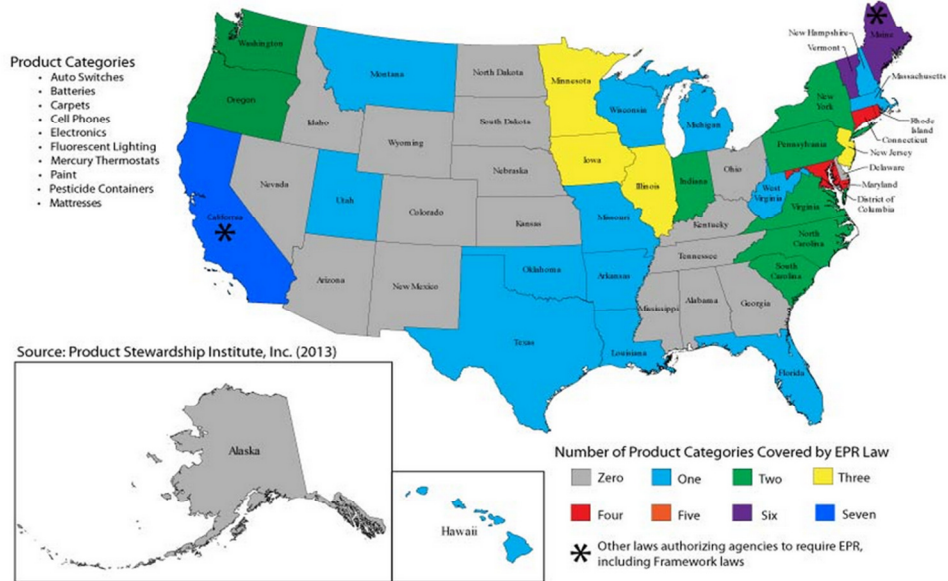 Product Categories
• Auto Switches
• Batteries
• Carpets
• Cell Phones
• Electronics
• Fluorescent Lighting
• Mercury Thermostats
• Paint
• Pesticide Containers
• Mattresses
Washington
Oregon
California
*
Idaho
Nevada
Montana
Wyoming
Utah
Arizona
Colorado
New Mexico
North Dakota
South Dakota
Nebraska
Kansas
Oklahoma
Texas
Minnesota
Iowa
Missouri
Arkansas
Louisiana
Wisconsin
Illinois
Michigan
Indiana
Ohio
Kentucky
Tennessee
Mississippi
Alabama
Georgia
Florida
South
Carolina
North
Carolina
Virginia
West
Virginia
Pennsylvania
New
York
New Hampshire
Vermont
*
Maine
Massachusetts
Rhode
Island
Connecticut
New Jersey
Delaware
Maryland
District of
Columbia
Source: Product Stewardship Institute, Inc. (2013)
Alaska
Hawaii
Number of Product Categories Covered by EPR Law
Zero One Two Three
Four Five Six Seven
* Other laws authorizing agencies to require EPR,
including Framework laws